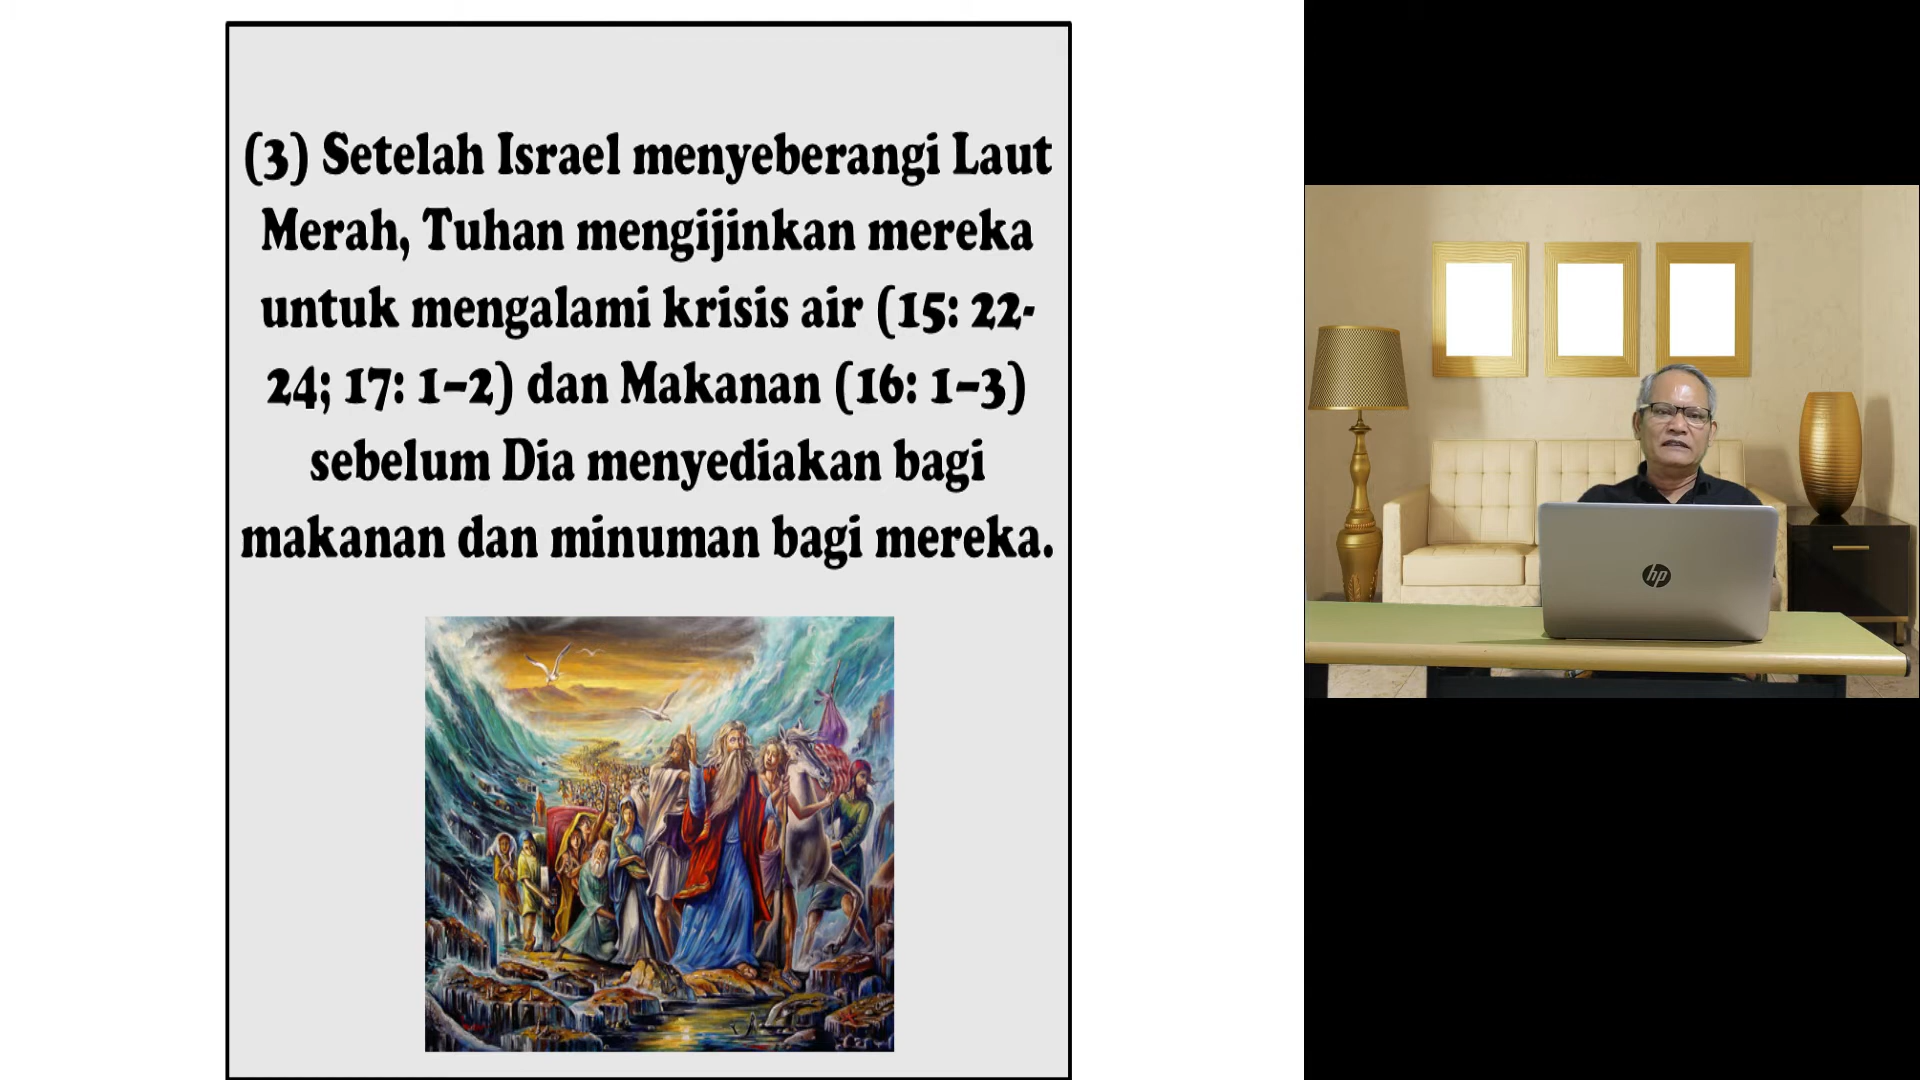 (3) Setelah Israel menyeberangi Laut
Merah, Tuhan mengijinkan mereka
untuk mengalami krisis air (15: 22-
24; 17: 1–2) dan Makanan (16: 1–3)
sebelum Dia menyediakan bagi
makanan dan minuman bagi mereka.
hp